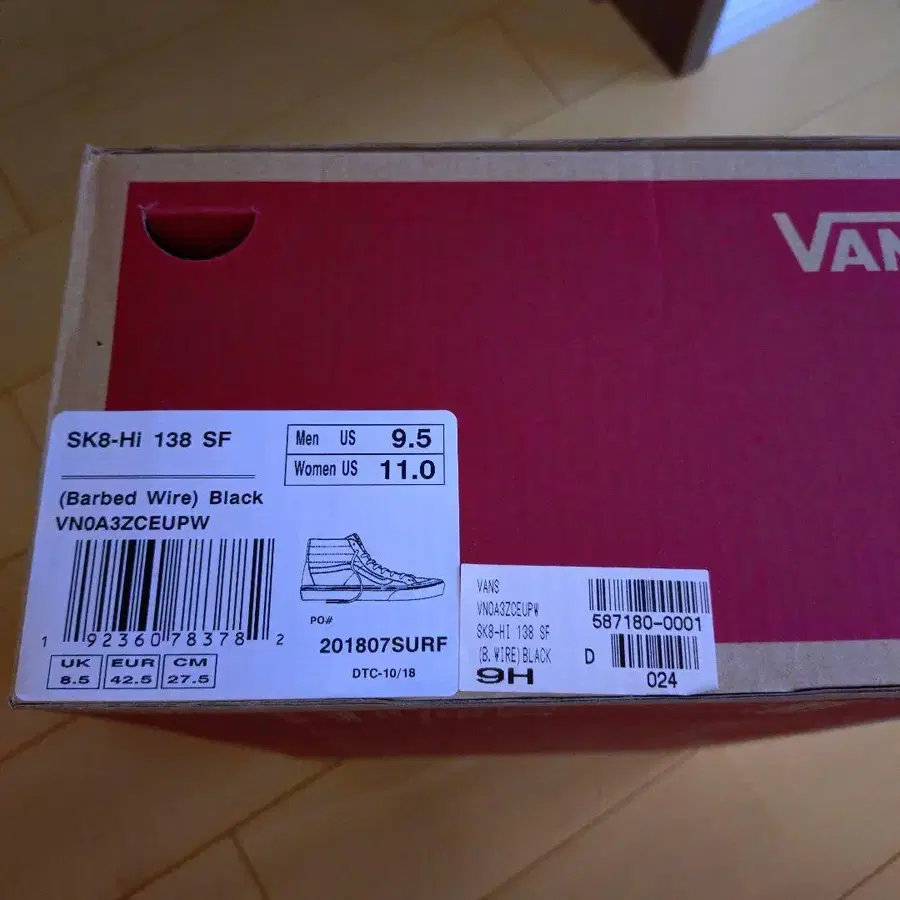 VAN
SK8-Hi 138 SF
Men US 9.5
Women US 11.0
(Barbed Wire) Black
VN0A3ZCEUPW
1 92360 78378 2
PO#
201807SURF
DTC-10/18
UK EUR CM
8.5 42.5 27.5
VANS
VN0A3ZCEUPW
SK8-HI 138 SF
(B.WIRE)BLACK
9H
587180-0001
D
024